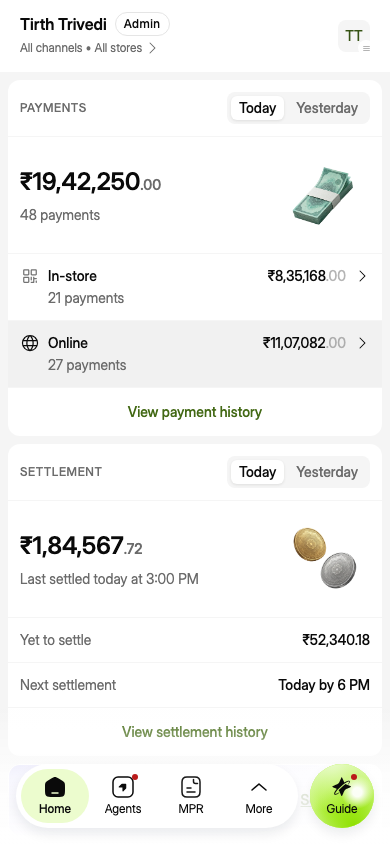 Tirth Trivedi Admin
All channels • All stores
TT
PAYMENTS Today Yesterday
₹19,42,250.00
48 payments
In-store ₹8,35,168.00
21 payments
Online ₹11,07,082.00
27 payments
View payment history
SETTLEMENT Today Yesterday
₹1,84,567.72
Last settled today at 3:00 PM
Yet to settle ₹52,340.18
Next settlement Today by 6 PM
View settlement history
Home Agents MPR More Guide